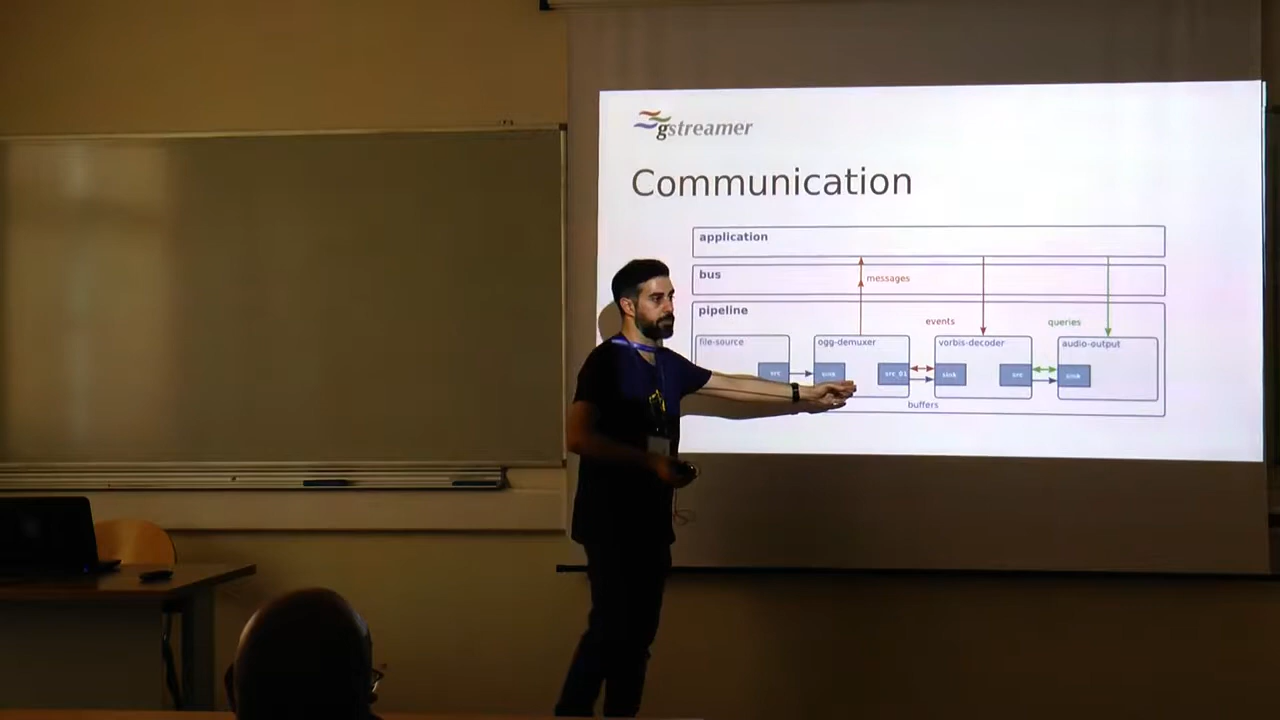 gstreamer
Communication
application
bus
messages
pipeline
events
queries
file-source
ogg-demuxer
vorbis-decoder
audio-output
src
sink
src_01
sink
src
sink
buffers